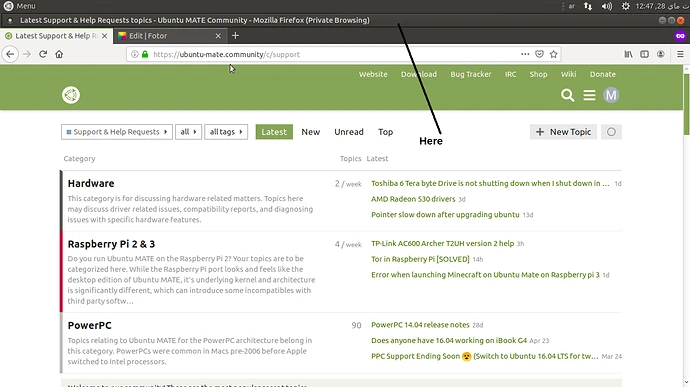 Menu
ar
12:47 ,28 ماي ث
Latest Support & Help Requests topics - Ubuntu MATE Community - Mozilla Firefox (Private Browsing)
Latest Support & Help R
Edit | Fotor
https://ubuntu-mate.community/c/support
Website Download Bug Tracker IRC Shop Wiki Donate
M
Here
Support & Help Requests all all tags Latest New Unread Top + New Topic
Category Topics Latest
Hardware
2 / week
This category is for discussing hardware related matters. Topics here
may discuss driver related issues, compatibility reports, and diagnosing
issues with specific hardware features.
Toshiba 6 Tera byte Drive is not shutting down when I shut down in ... 1d
AMD Radeon 530 drivers 3d
Pointer slow down after upgrading ubuntu 13d
Raspberry Pi 2 & 3
4 / week
Do you run Ubuntu MATE on the Raspberry Pi 2? Your topics are to be
categorized here. While the Raspberry Pi port looks and feels like the
desktop edition of Ubuntu MATE, it's underlying kernel and architecture
is significantly different, which can introduce some incompatibles with
third party softw...
TP-Link AC600 Archer T2UH version 2 help 3h
Tor in Raspberry Pi [SOLVED] 14h
Error when launching Minecraft on Ubuntu Mate on Raspberry pi 3 1d
PowerPC
90
Topics relating to Ubuntu MATE for the PowerPC architecture belong in
this category. PowerPCs were common in Macs pre-2006 before Apple
switched to Intel processors.
PowerPC 14.04 release notes 28d
Does anyone have 16.04 working on iBook G4 Apr 23
PPC Support Ending Soon 😧 (Switch to Ubuntu 16.04 LTS for tw... Mar 24